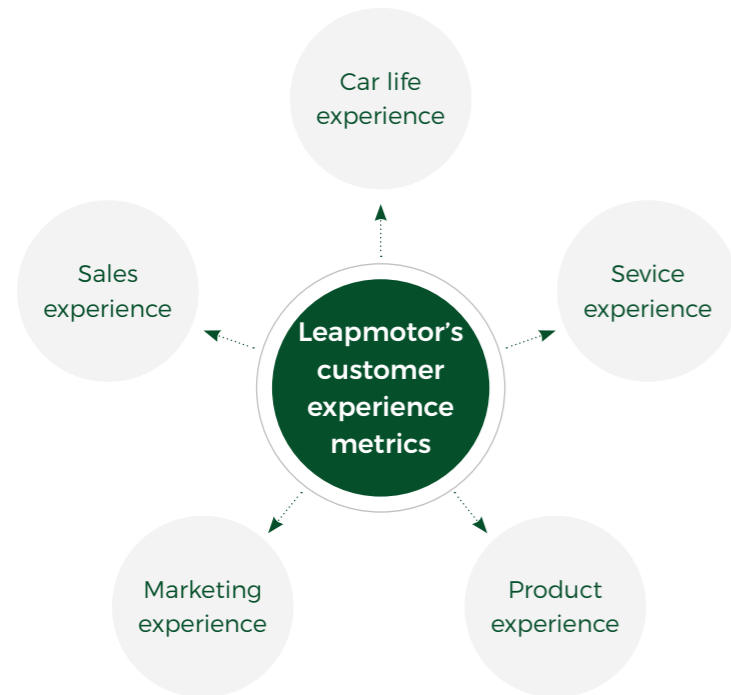 Car life
experience
Sales
experience
Sevice
experience
Leapmotor’s
customer
experience
metrics
Marketing
experience
Product
experience